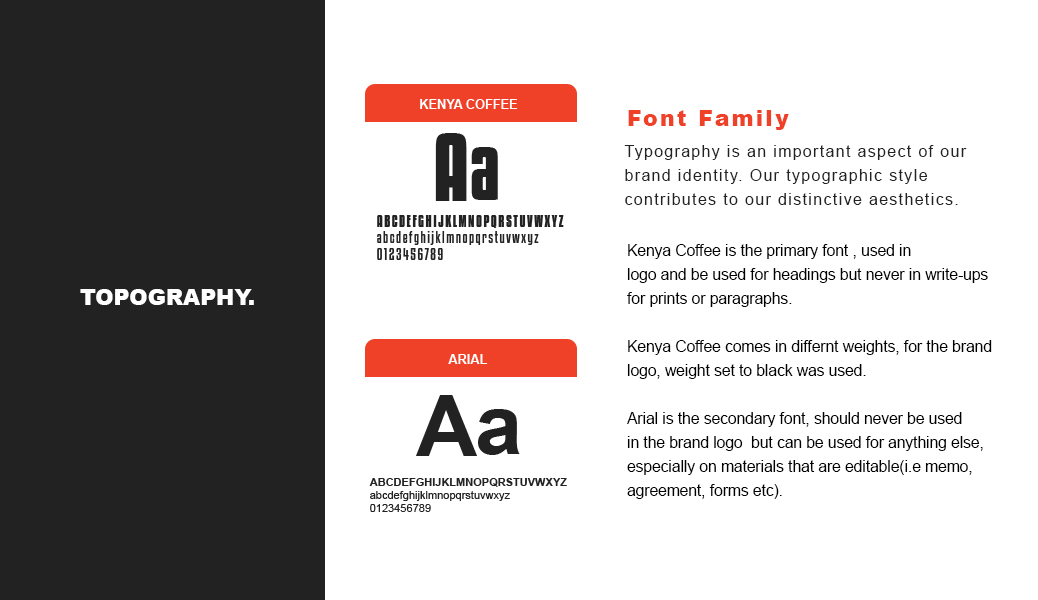 TOPOGRAPHY.
KENYA COFFEE
Aa
ABCDEFGHIJKLMNOPQRSTUVWXYZ
abcdefghijklmnopqrstuvwxyz
0123456789
ARIAL
Aa
ABCDEFGHIJKLMNOPQRSTUVWXYZ
abcdefghijklmnopqrstuvwxyz
0123456789
Font Family
Typography is an important aspect of our
brand identity. Our typographic style
contributes to our distinctive aesthetics.
Kenya Coffee is the primary font , used in
logo and be used for headings but never in write-ups
for prints or paragraphs.
Kenya Coffee comes in differnt weights, for the brand
logo, weight set to black was used.
Arial is the secondary font, should never be used
in the brand logo  but can be used for anything else,
especially on materials that are editable(i.e memo,
agreement, forms etc).